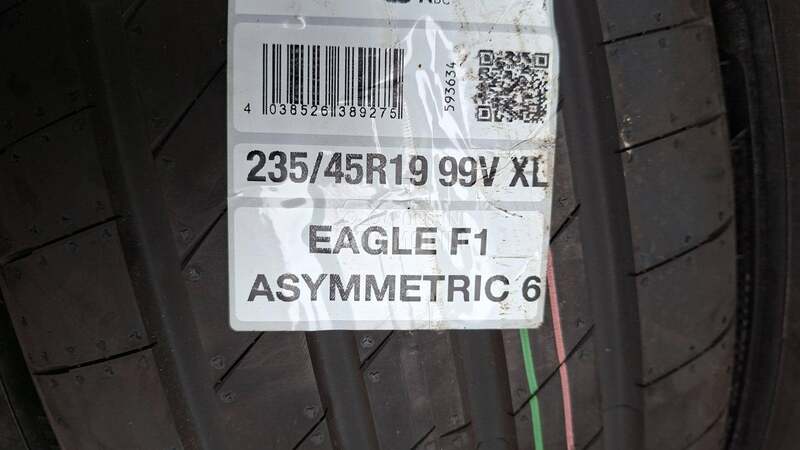 4 038526 389275
593634
235/45R19 99V XL
EAGLE F1
ASYMMETRIC 6